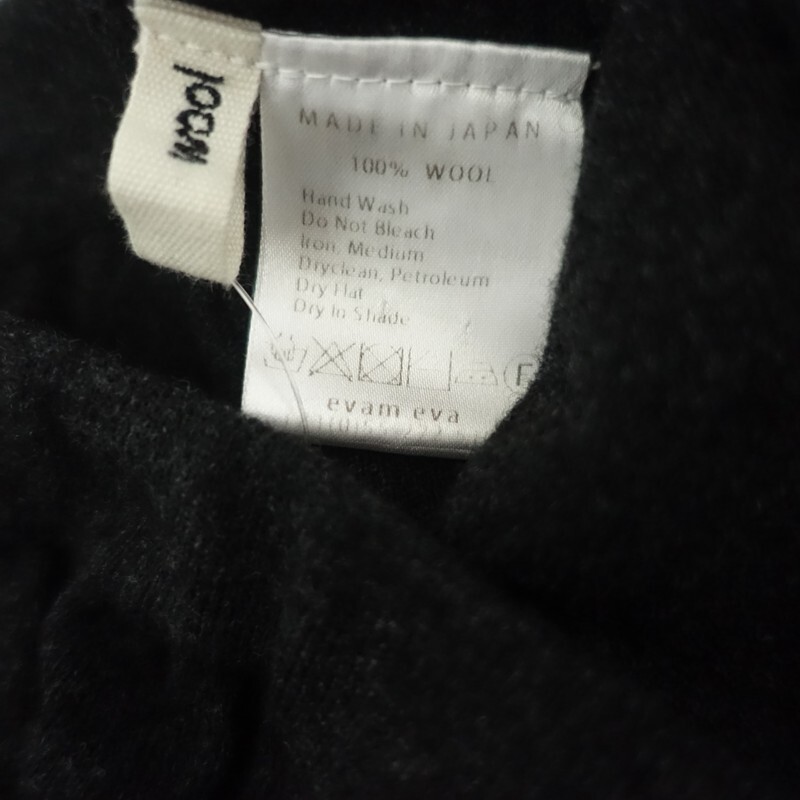 100W
MADE IN JAPAN
100% WOOL
Hand Wash
Do Not Bleach
Iron, Medium
Dryclean, Petroleum
Dry Flat
Dry In Shade
F
evam eva